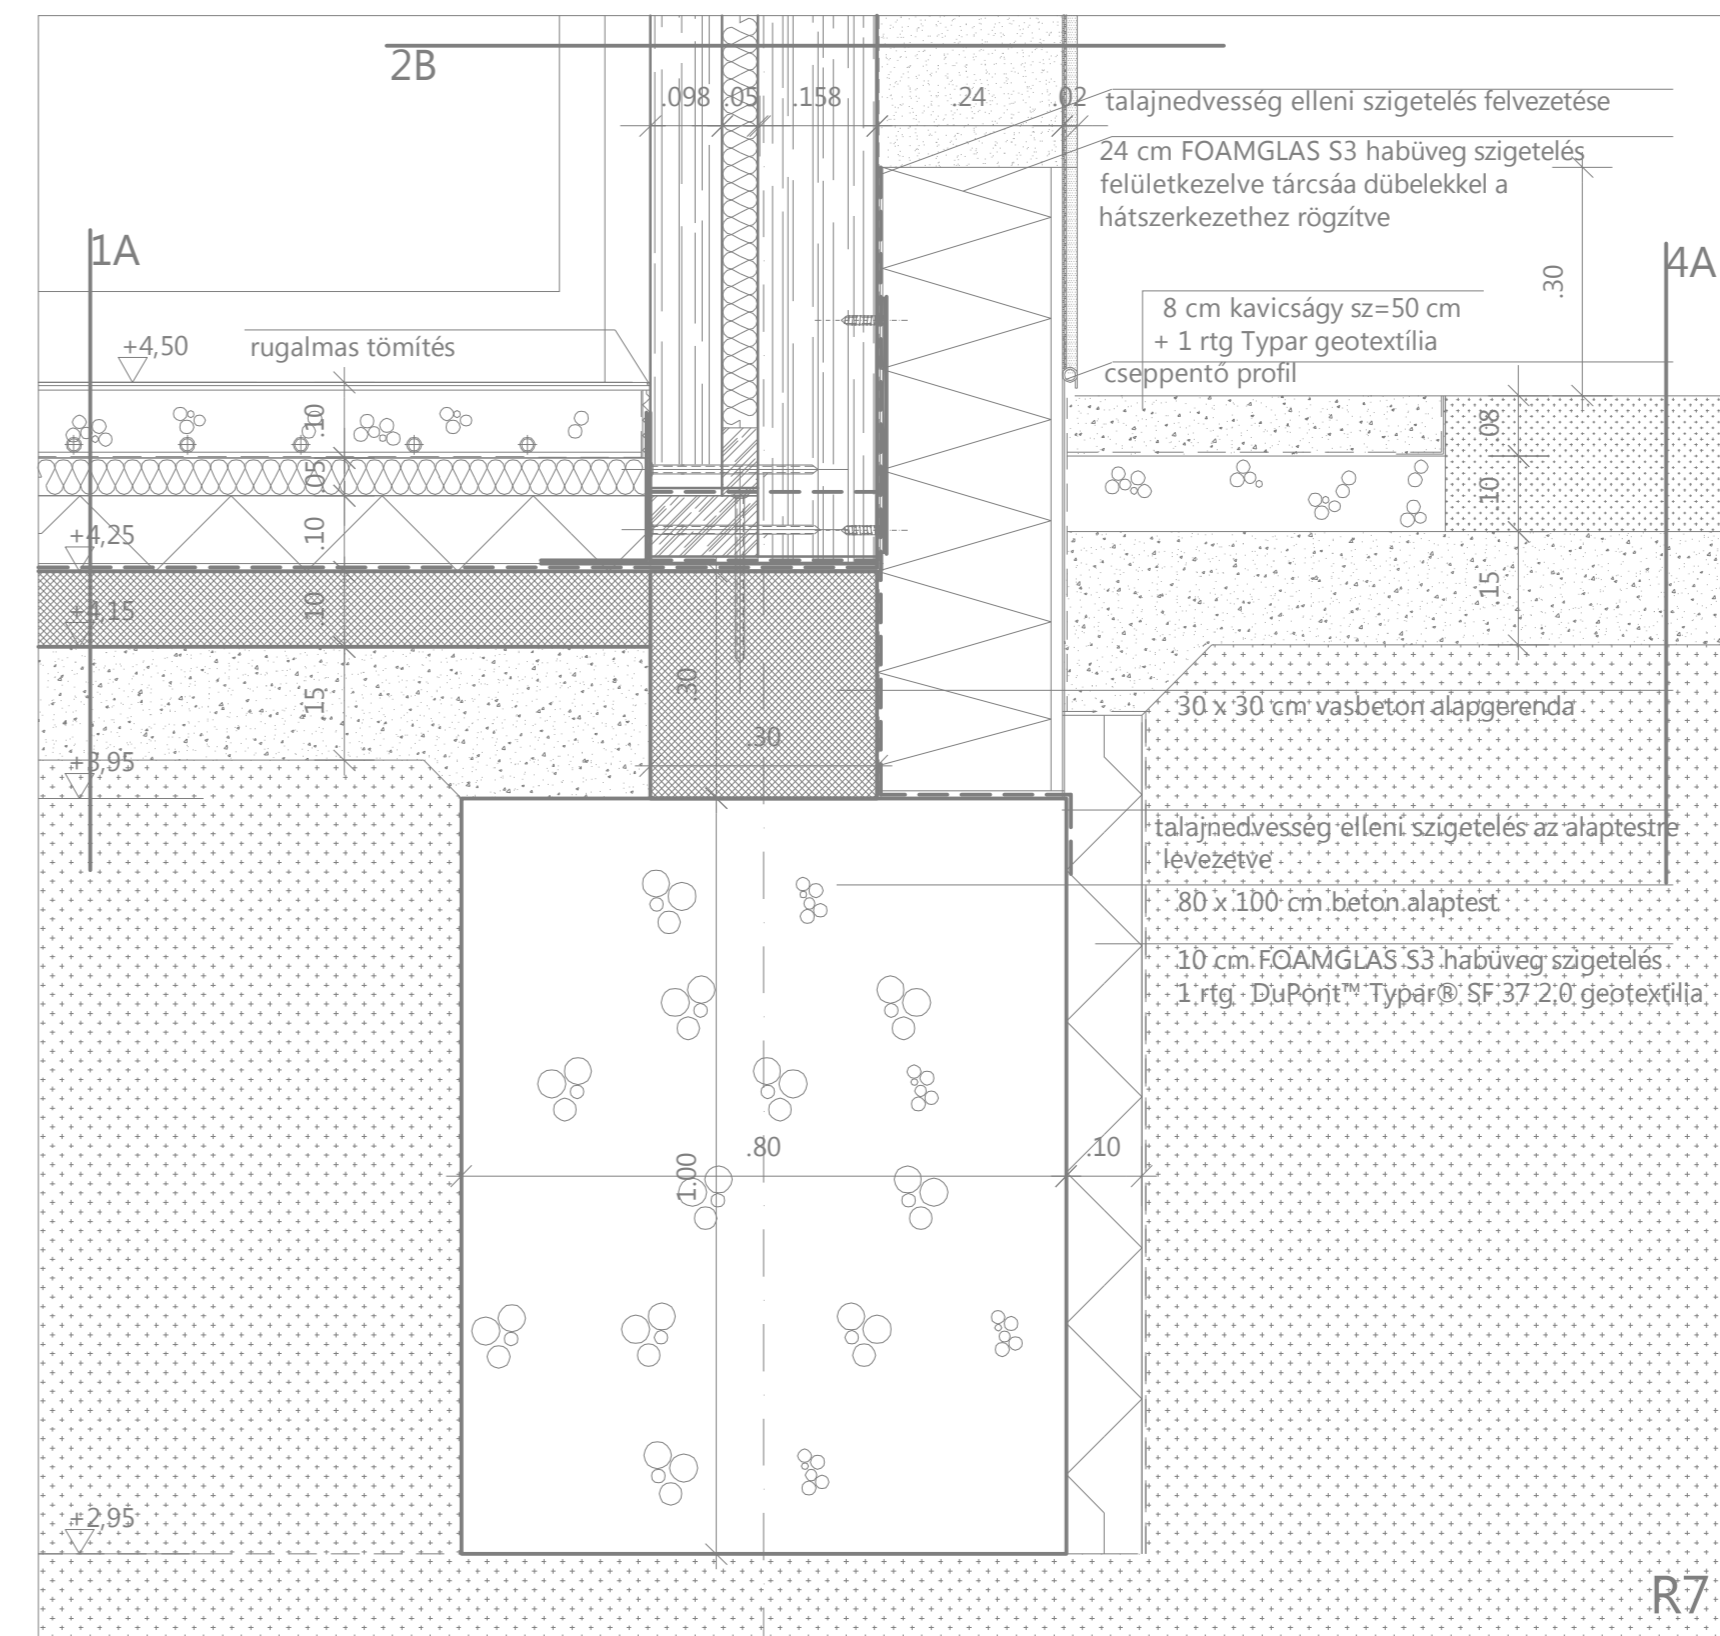 2B
.098 .05 .158 .24 .02
talajnedvesség elleni szigetelés felvezetése
24 cm FOAMGLAS S3 habüveg szigetelés
felületkezelve tárcsáa dübelekkel a
hátszerkezethez rögzítve
1A
4A
.30
8 cm kavicságy sz=50 cm
+ 1 rtg Typar geotextília
cseppentő profil
+4,50
rugalmas tömítés
.10
.05
.10
+4,25
.10
+4,15
.15
+3,95
.08
.10
.15
.30
.30
30 x 30 cm vasbeton alapgerenda
talajnedvesség elleni szigetelés az alaptestre
levezetve
80 x 100 cm beton alaptest
10 cm FOAMGLAS S3 habüveg szigetelés
1 rtg DuPont™ Typar® SF 37 2.0 geotextilia
.80
.10
1.00
+2,95
R7